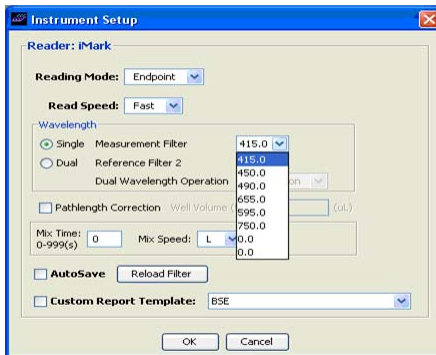 Instrument Setup
Reader: iMark
Reading Mode: Endpoint
Read Speed: Fast
Wavelength
Single Measurement Filter 415.0
Dual Reference Filter 2
Dual Wavelength Operation
415.0
450.0
490.0
655.0
595.0
750.0
0.0
0.0
Pathlength Correction Well Volume (uL)
Mix Time:
0-999(s) 0 Mix Speed: L
AutoSave Reload Filter
Custom Report Template: BSE
OK Cancel